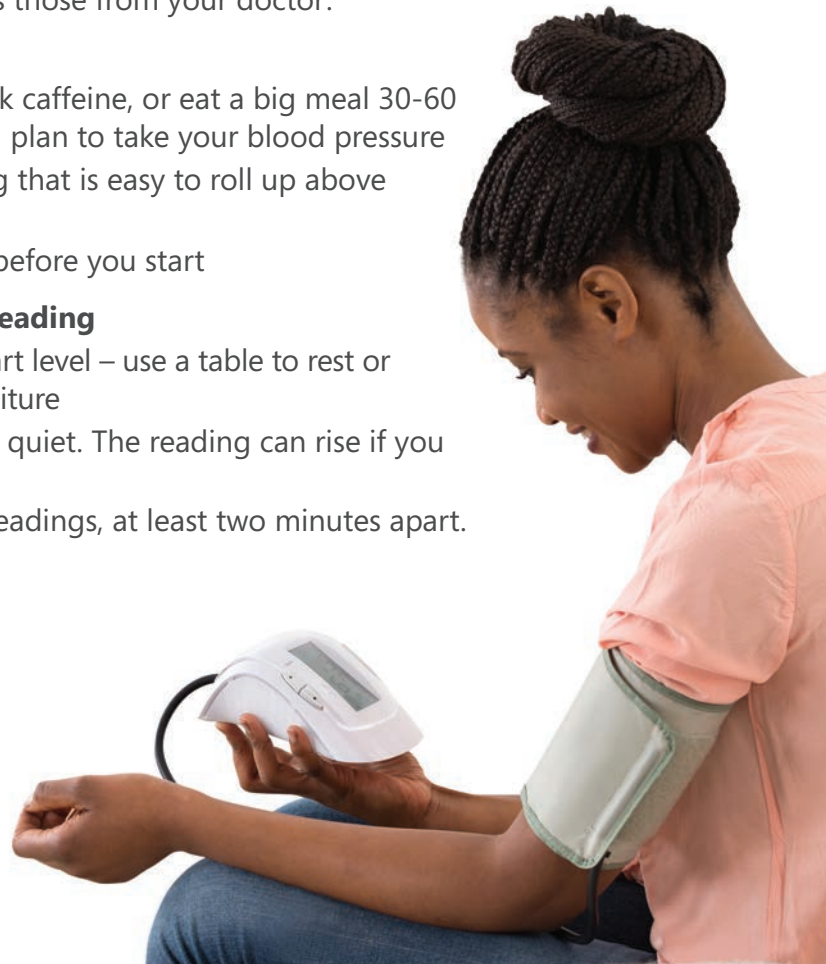 those from your doctor.
k caffeine, or eat a big meal 30-60
plan to take your blood pressure
g that is easy to roll up above
before you start
eading
rt level – use a table to rest or
iture
quiet. The reading can rise if you
eadings, at least two minutes apart.